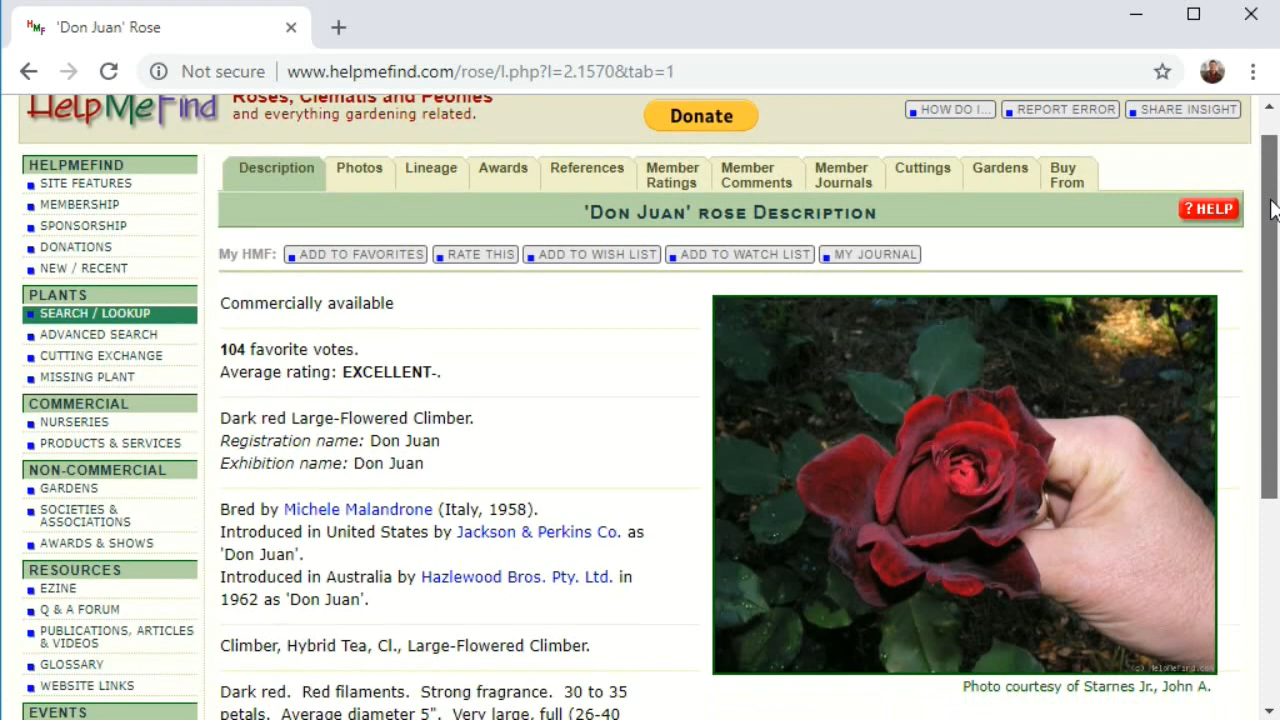 HMF 'Don Juan' Rose
Not secure www.helpmefind.com/rose/l.php?l=2.1570&tab=1
HelpMeFind
Roses, Clematis and Peonies
and everything gardening related.
Donate
HOW DO I... REPORT ERROR SHARE INSIGHT
HELPMEFIND
SITE FEATURES
MEMBERSHIP
SPONSORSHIP
DONATIONS
NEW / RECENT
PLANTS
SEARCH / LOOKUP
ADVANCED SEARCH
CUTTING EXCHANGE
MISSING PLANT
COMMERCIAL
NURSERIES
PRODUCTS & SERVICES
NON-COMMERCIAL
GARDENS
SOCIETIES &
ASSOCIATIONS
AWARDS & SHOWS
RESOURCES
EZINE
Q & A FORUM
PUBLICATIONS, ARTICLES
& VIDEOS
GLOSSARY
WEBSITE LINKS
EVENTS
Description Photos Lineage Awards References Member Ratings Member Comments Member Journals Cuttings Gardens Buy From
'Don Juan' rose Description
? HELP
My HMF: ADD TO FAVORITES RATE THIS ADD TO WISH LIST ADD TO WATCH LIST MY JOURNAL
Commercially available
104 favorite votes.
Average rating: EXCELLENT-.
Dark red Large-Flowered Climber.
Registration name: Don Juan
Exhibition name: Don Juan
Bred by Michele Malandrone (Italy, 1958).
Introduced in United States by Jackson & Perkins Co. as
'Don Juan'.
Introduced in Australia by Hazlewood Bros. Pty. Ltd. in
1962 as 'Don Juan'.
Climber, Hybrid Tea, Cl., Large-Flowered Climber.
Dark red. Red filaments. Strong fragrance. 30 to 35
petals. Average diameter 5". Very large, full (26-40
(c) HelpMeFind.com
Photo courtesy of Starnes Jr., John A.